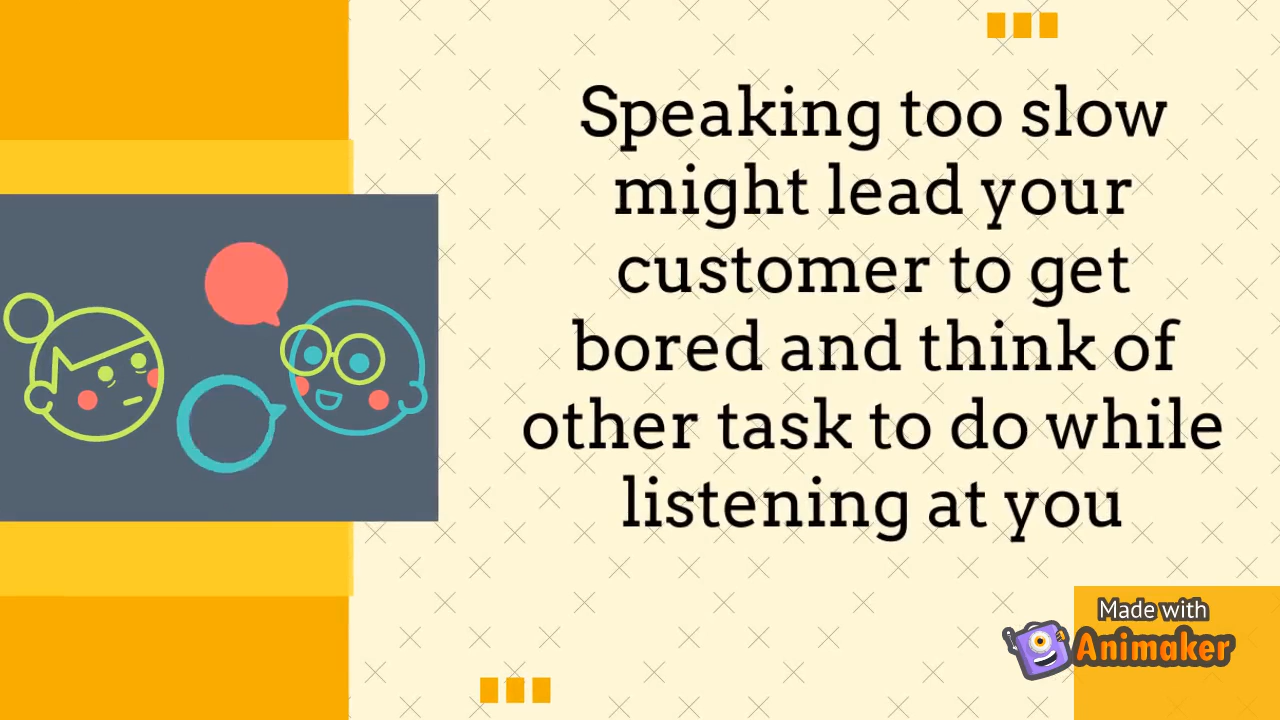 Speaking too slow
might lead your
customer to get
bored and think of
other task to do while
listening at you
Made with
Animaker